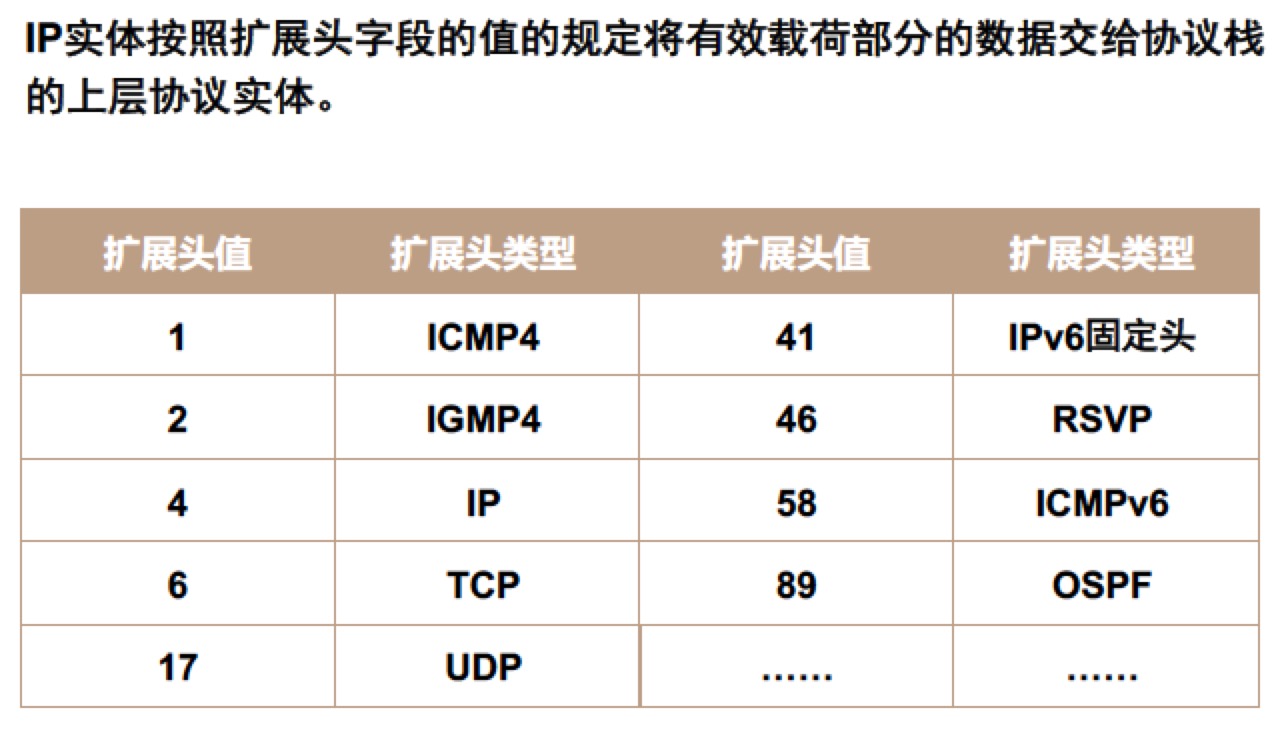 IP实体按照扩展头字段的值的规定将有效载荷部分的数据交给协议栈
的上层协议实体。
扩展头值 扩展头类型 扩展头值 扩展头类型
1 ICMP4 41 IPv6固定头
2 IGMP4 46 RSVP
4 IP 58 ICMPv6
6 TCP 89 OSPF
17 UDP …… ……